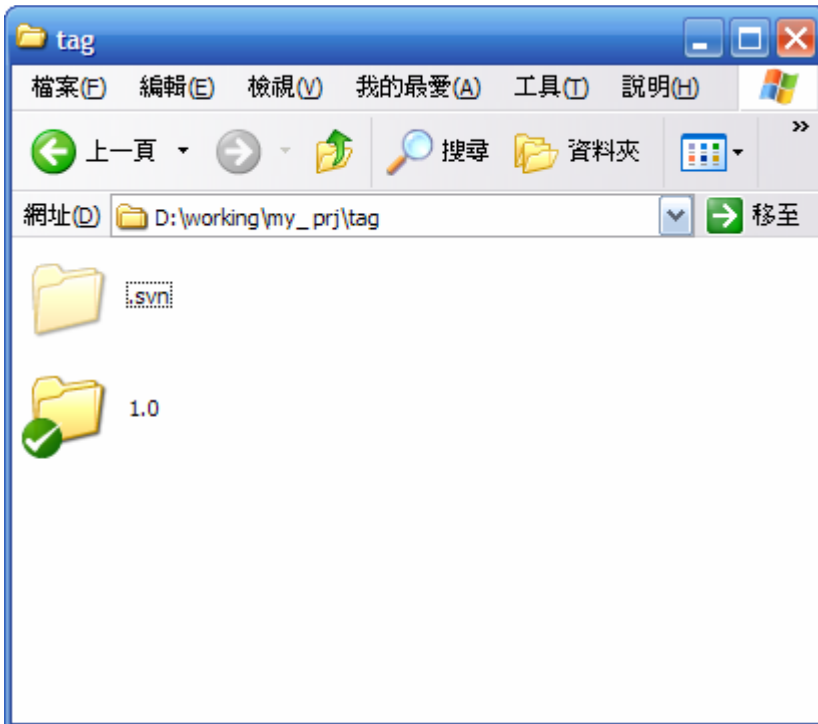 tag
檔案(F) 編輯(E) 檢視(V) 我的最愛(A) 工具(T) 說明(H)
上一頁 搜尋 資料夾 »
網址(D) D:\working\my_prj\tag 移至
.svn
1.0